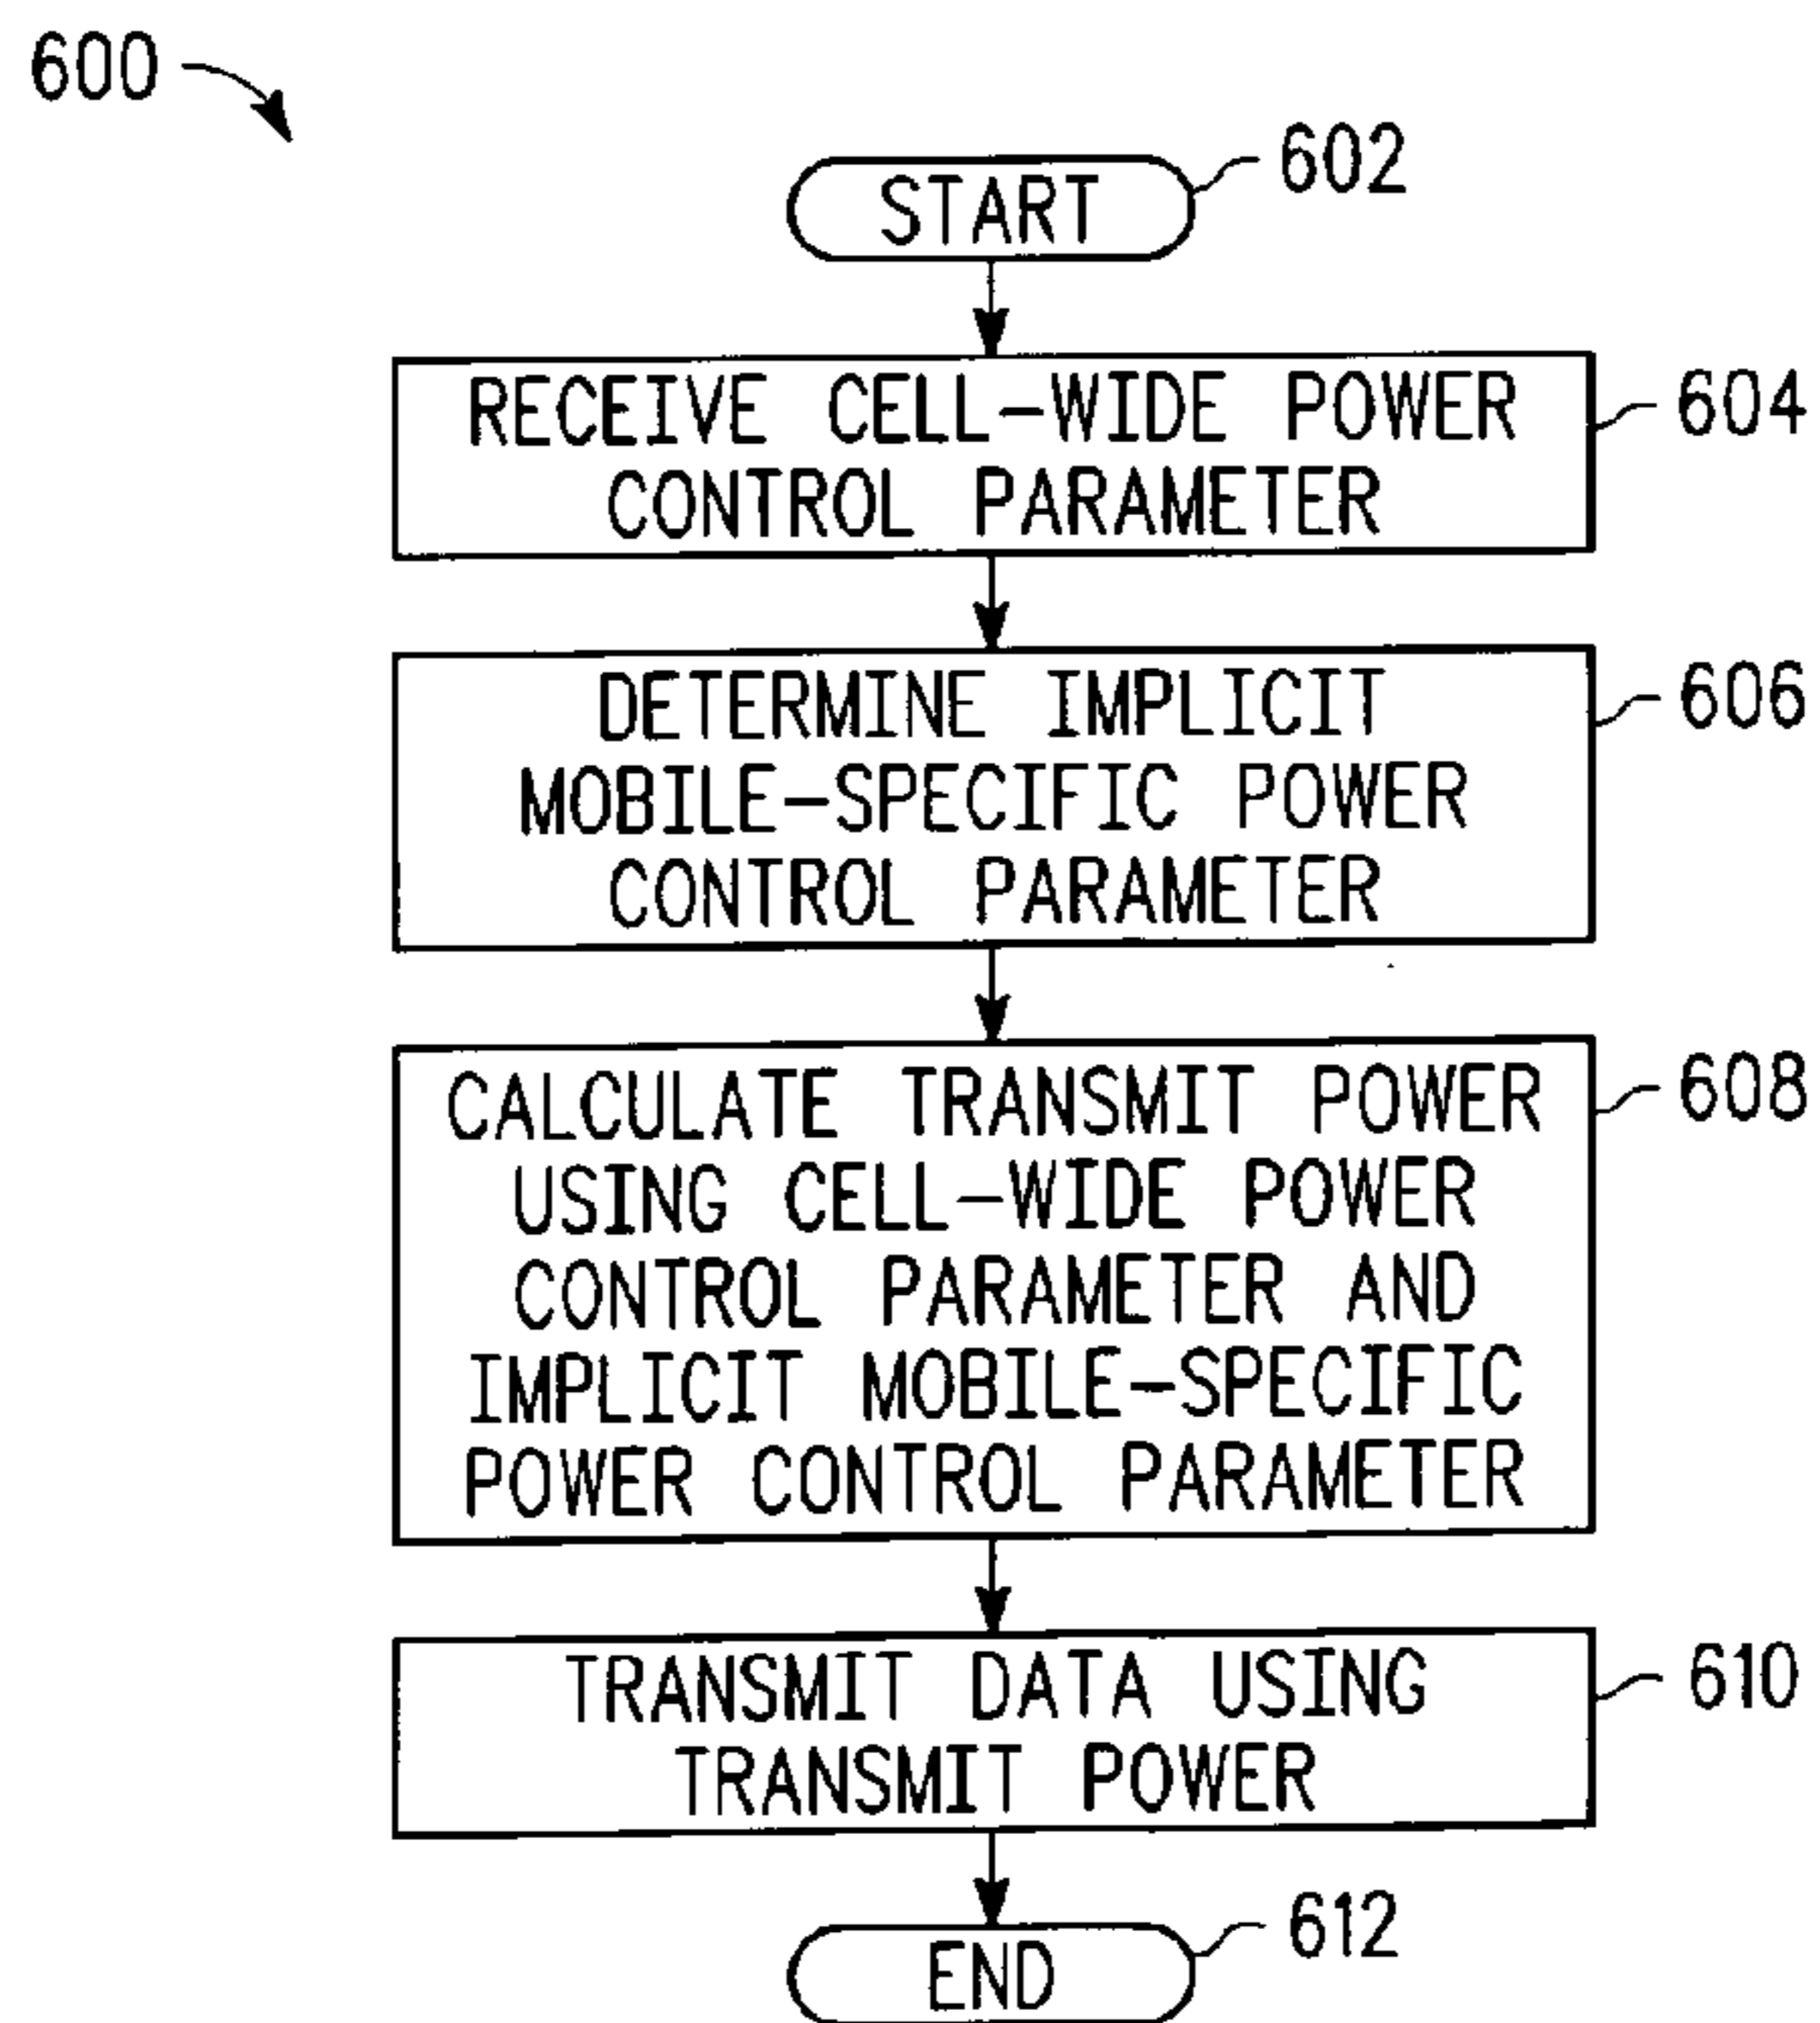 600
START
602
RECEIVE CELL-WIDE POWER
CONTROL PARAMETER
604
DETERMINE IMPLICIT
MOBILE-SPECIFIC POWER
CONTROL PARAMETER
606
CALCULATE TRANSMIT POWER
USING CELL-WIDE POWER
CONTROL PARAMETER AND
IMPLICIT MOBILE-SPECIFIC
POWER CONTROL PARAMETER
608
TRANSMIT DATA USING
TRANSMIT POWER
610
END
612